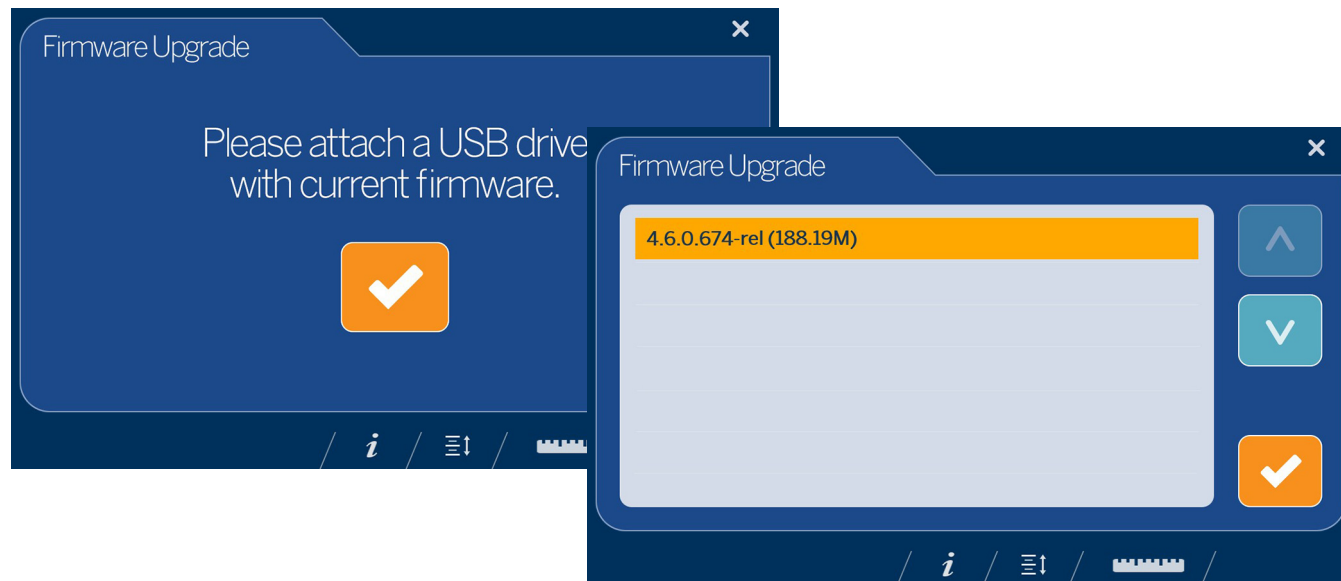 Firmware Upgrade
Please attach a USB drive
with current firmware.
i
Firmware Upgrade
4.6.0.674-rel (188.19M)
i